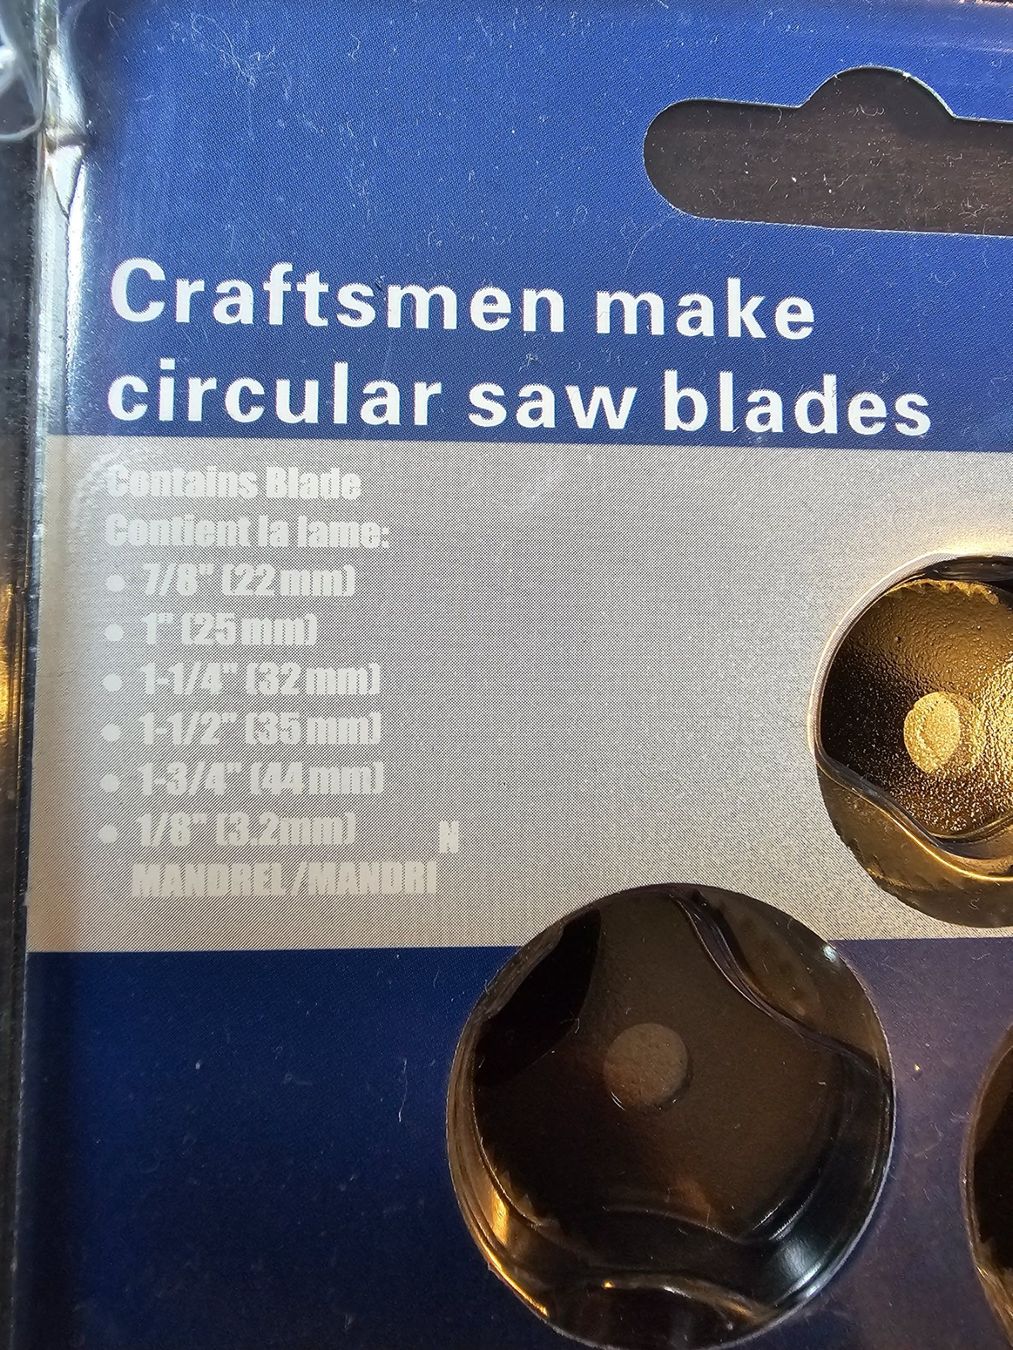 Craftsmen make
circular saw blades
Contains Blade
Contient la lame:
• 7/8" (22mm)
• 1" (25mm)
• 1-1/4" (32mm)
• 1-1/2" (35mm)
• 1-3/4" (44mm)
• 1/8" (3.2mm) N
MANDREL/MANDRI